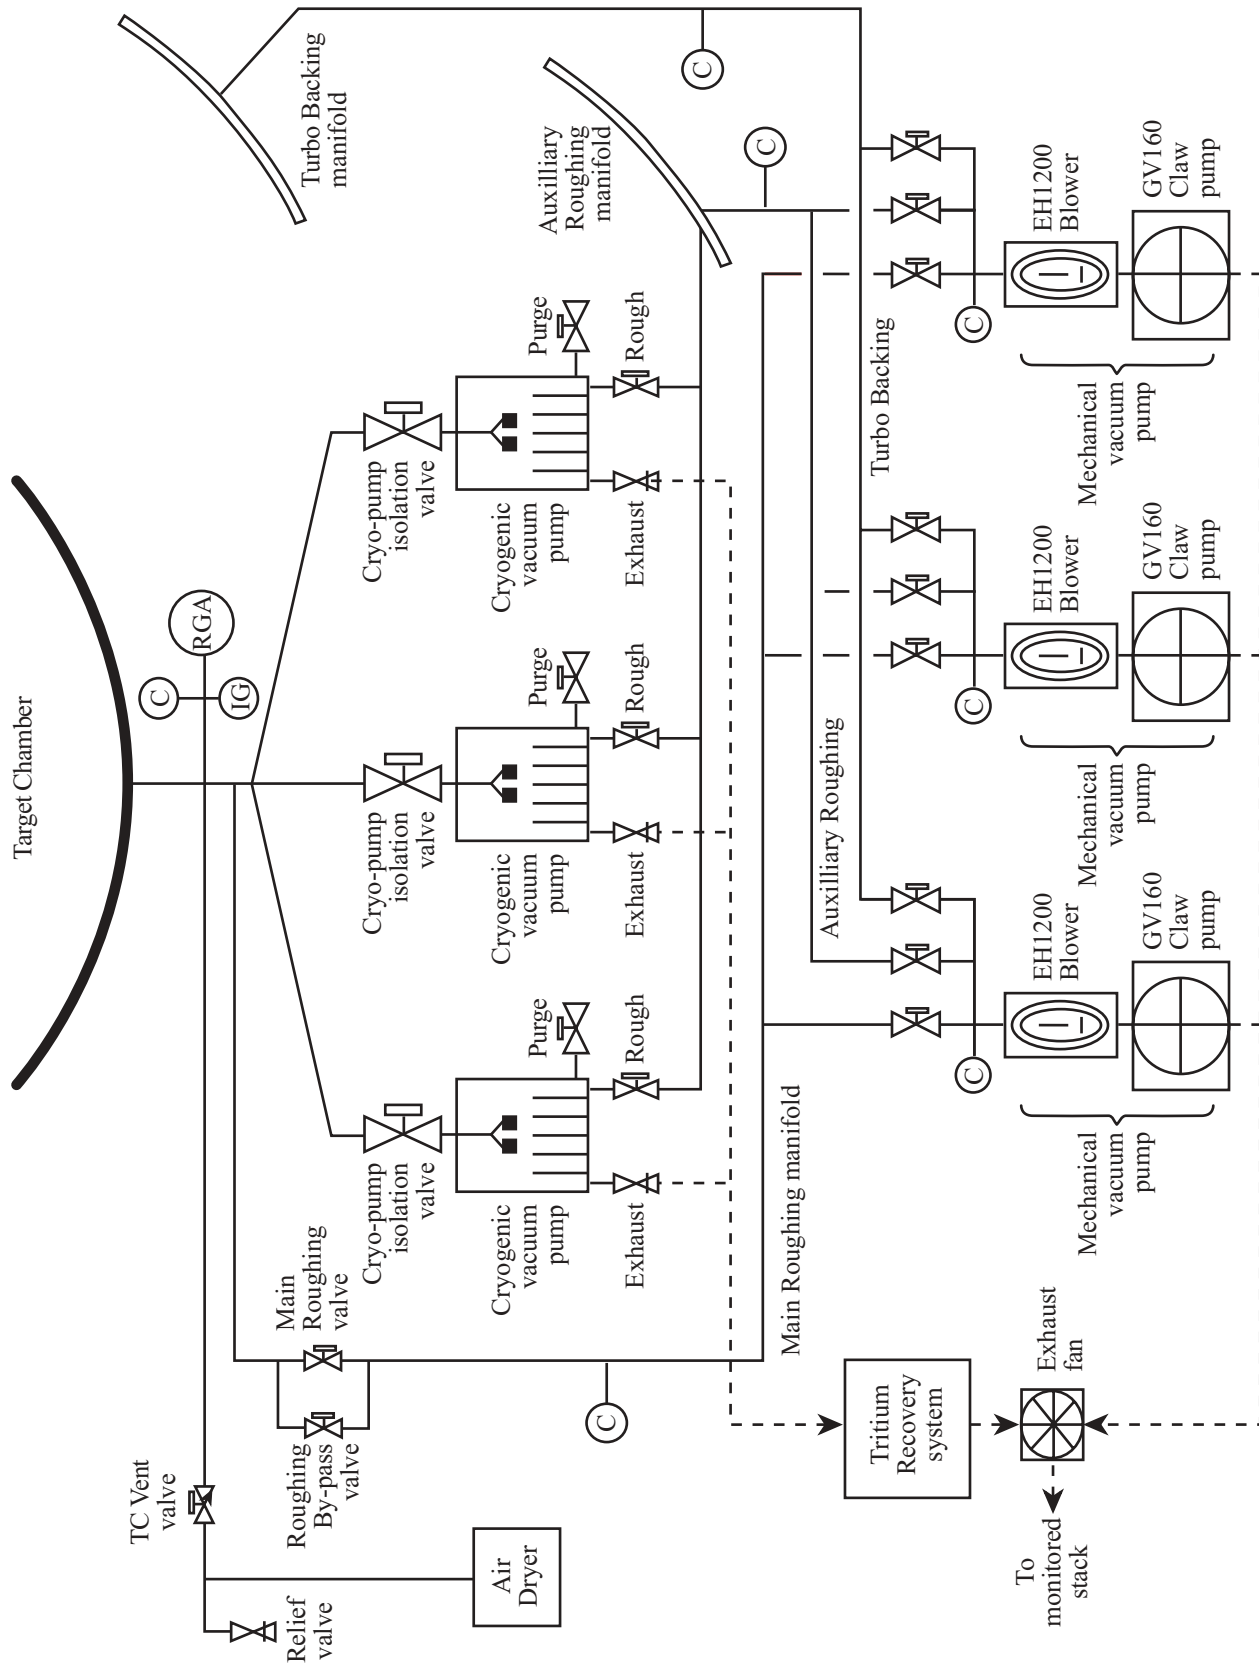 Target Chamber
C
IG
RGA
TC Vent
valve
Relief
valve
Air
Dryer
Roughing
By-pass
valve
Main
Roughing
valve
C
Cryo-pump
isolation
valve
Cryogenic
vacuum
pump
Purge
Exhaust
Rough
Cryo-pump
isolation
valve
Cryogenic
vacuum
pump
Purge
Exhaust
Rough
Cryo-pump
isolation
valve
Cryogenic
vacuum
pump
Purge
Exhaust
Rough
Turbo Backing
manifold
Auxilliary
Roughing
manifold
C
C
Main Roughing manifold
Auxilliary Roughing
Turbo Backing
Tritium
Recovery
system
Exhaust
fan
To
monitored
stack
C
EH1200
Blower
GV160
Claw
pump
Mechanical
vacuum
pump
C
EH1200
Blower
GV160
Claw
pump
Mechanical
vacuum
pump
C
EH1200
Blower
GV160
Claw
pump
Mechanical
vacuum
pump